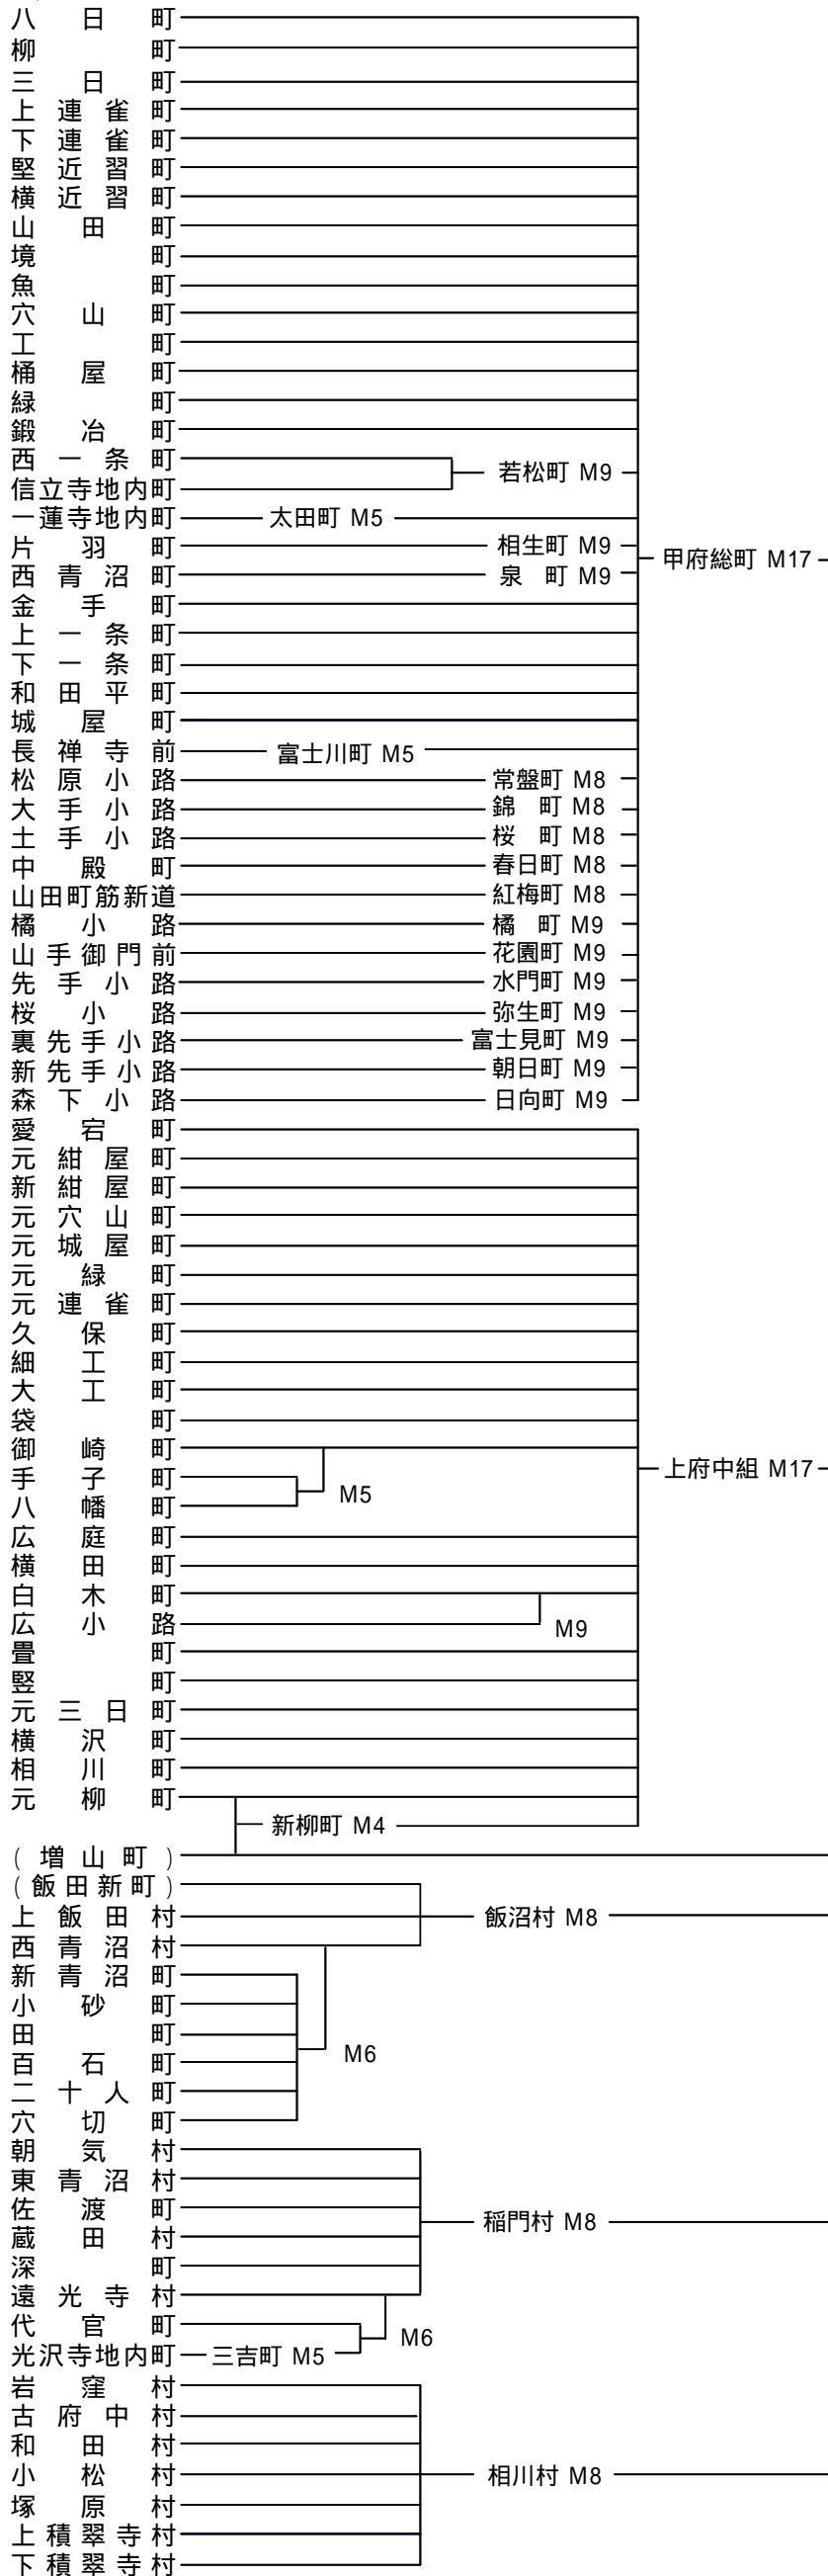 八日町
柳町
三日町
上連雀町
下連雀町
堅近習町
横近習町
山田町
境町
魚町
穴山町
工町
桶屋町
緑町
鍛冶町
西一条町
若松町 M9
信立寺地内町
一蓮寺地内町 太田町 M5
片羽町 相生町 M9
甲府総町 M17
西青沼町 泉町 M9
金手町
上一条町
下一条町
和田平町
城屋町
長禅寺前 富士川町 M5
松原小路 常盤町 M8
大手小路 錦町 M8
土手小路 桜町 M8
中殿町 春日町 M8
山田町筋新道 紅梅町 M8
橘小路 橘町 M9
山手御門前 花園町 M9
先手小路 水門町 M9
桜小路 弥生町 M9
裏先手小路 富士見町 M9
新先手小路 朝日町 M9
森下小路 日向町 M9
愛宕町
元紺屋町
新紺屋町
元穴山町
元城屋町
元緑町
元連雀町
久保町
細工町
大工町
袋町
御崎町
上府中組 M17
手子町
M5
八幡町
広庭町
横田町
白木町
広小路
M9
畳町
竪町
元三日町
横沢町
相川町
元柳町
新柳町 M4
(増山町)
(飯田新町)
上飯田村 飯沼村 M8
西青沼村
新青沼町
小砂町
田町
M6
百石町
二十人町
穴切町
朝気村
東青沼村
佐渡町
稲門村 M8
蔵田村
深町
遠光寺村
代官町
M6
光沢寺地内町 三吉町 M5
岩窪村
古府中村
和田村
小松村 相川村 M8
塚原村
上積翠寺村
下積翠寺村